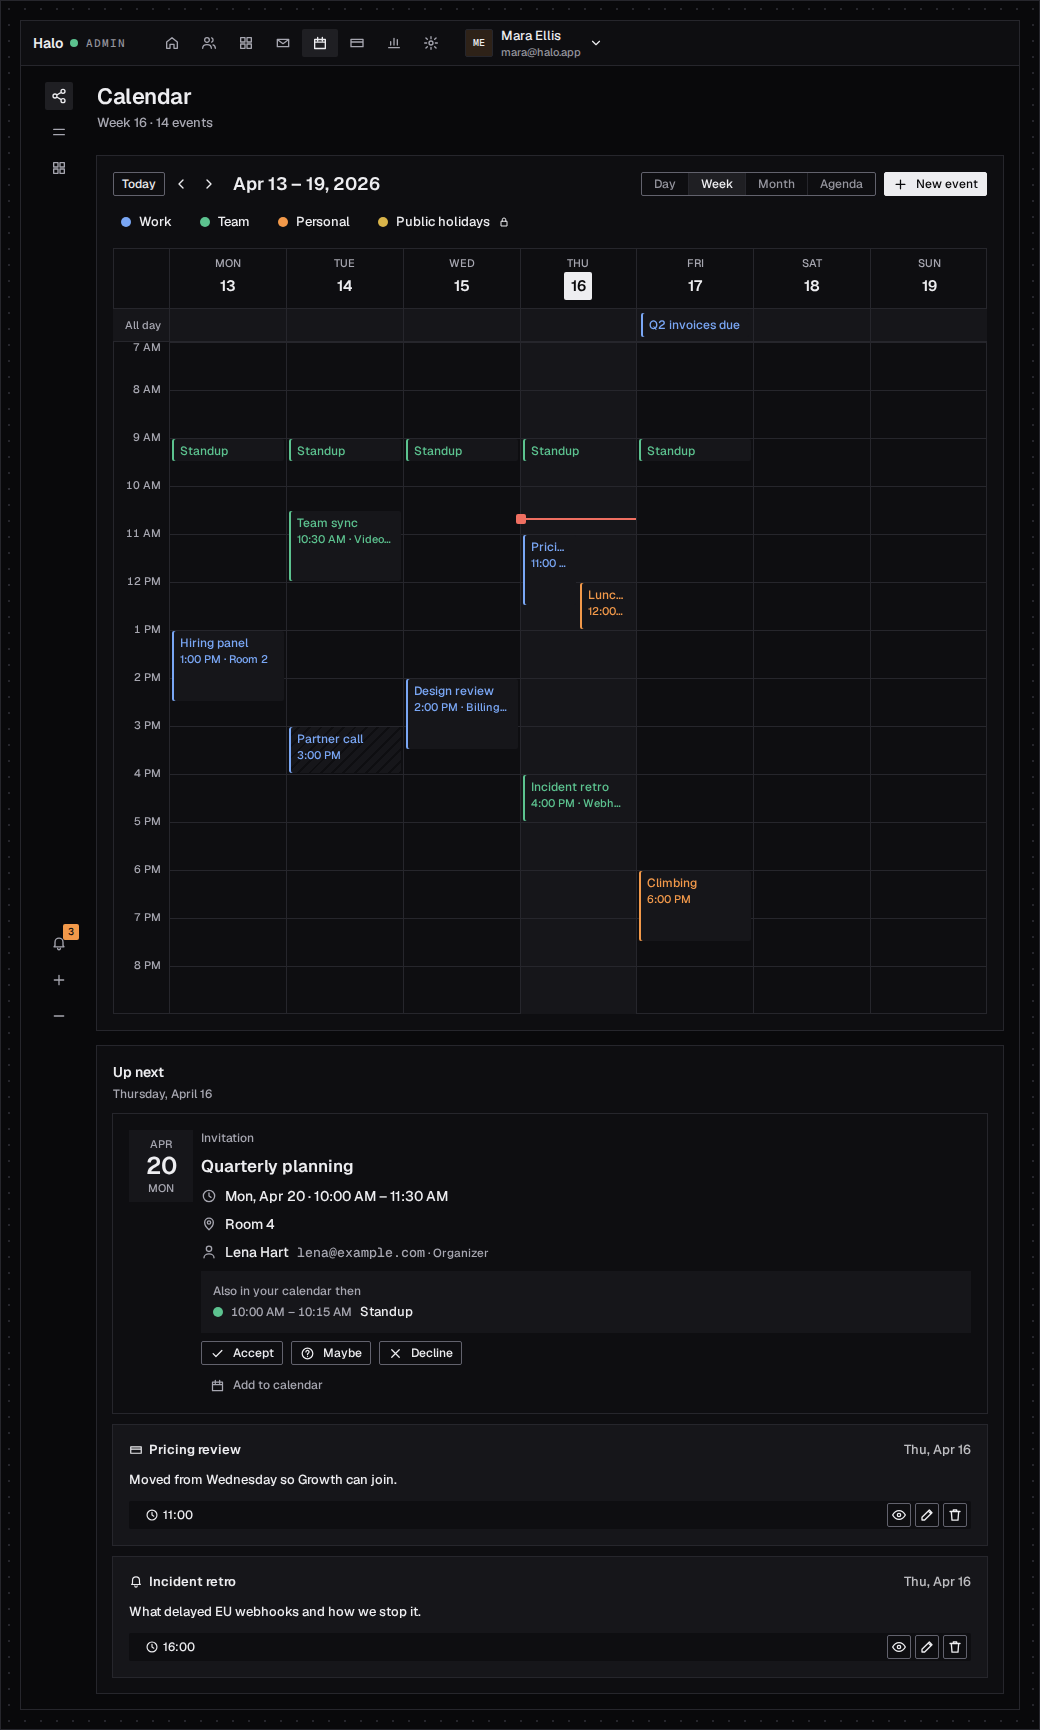 Halo ADMIN
ME
Mara Ellis
mara@halo.app
Calendar
Week 16 · 14 events
Today
Apr 13 – 19, 2026
Day Week Month Agenda
New event
Work Team Personal Public holidays
MON TUE WED THU FRI SAT SUN
13 14 15 16 17 18 19
All day
Q2 invoices due
7 AM
8 AM
9 AM
Standup Standup Standup Standup Standup
10 AM
Team sync
10:30 AM · Video...
11 AM
Prici...
11:00 ...
12 PM
Lunc...
12:00...
1 PM
Hiring panel
1:00 PM · Room 2
2 PM
Design review
2:00 PM · Billing...
3 PM
Partner call
3:00 PM
4 PM
Incident retro
4:00 PM · Webh...
5 PM
6 PM
Climbing
6:00 PM
7 PM
3
8 PM
Up next
Thursday, April 16
APR
20
MON
Invitation
Quarterly planning
Mon, Apr 20 · 10:00 AM – 11:30 AM
Room 4
Lena Hart lena@example.com · Organizer
Also in your calendar then
10:00 AM – 10:15 AM Standup
Accept Maybe Decline
Add to calendar
Pricing review Thu, Apr 16
Moved from Wednesday so Growth can join.
11:00
Incident retro Thu, Apr 16
What delayed EU webhooks and how we stop it.
16:00